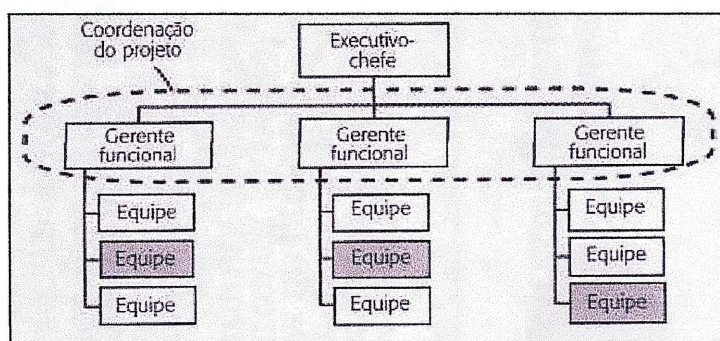 Coordenação
do projeto
Executivo-
chefe
Gerente
funcional
Gerente
funcional
Gerente
funcional
Equipe
Equipe
Equipe
Equipe
Equipe
Equipe
Equipe
Equipe
Equipe